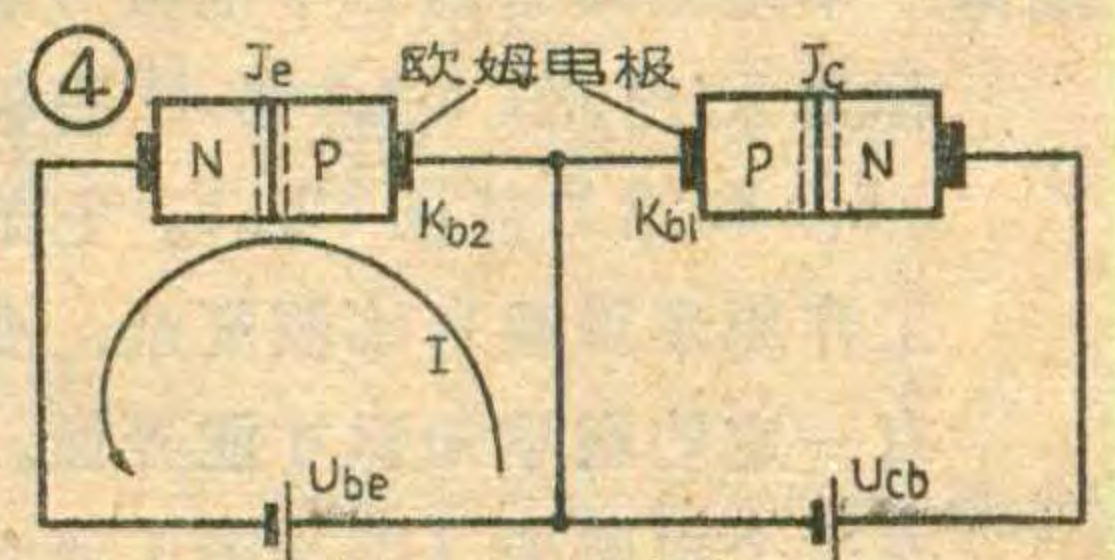 ④ Je 欧姆电极 Jc
N P P N
Kb2 Kb1
I
Ube Ucb